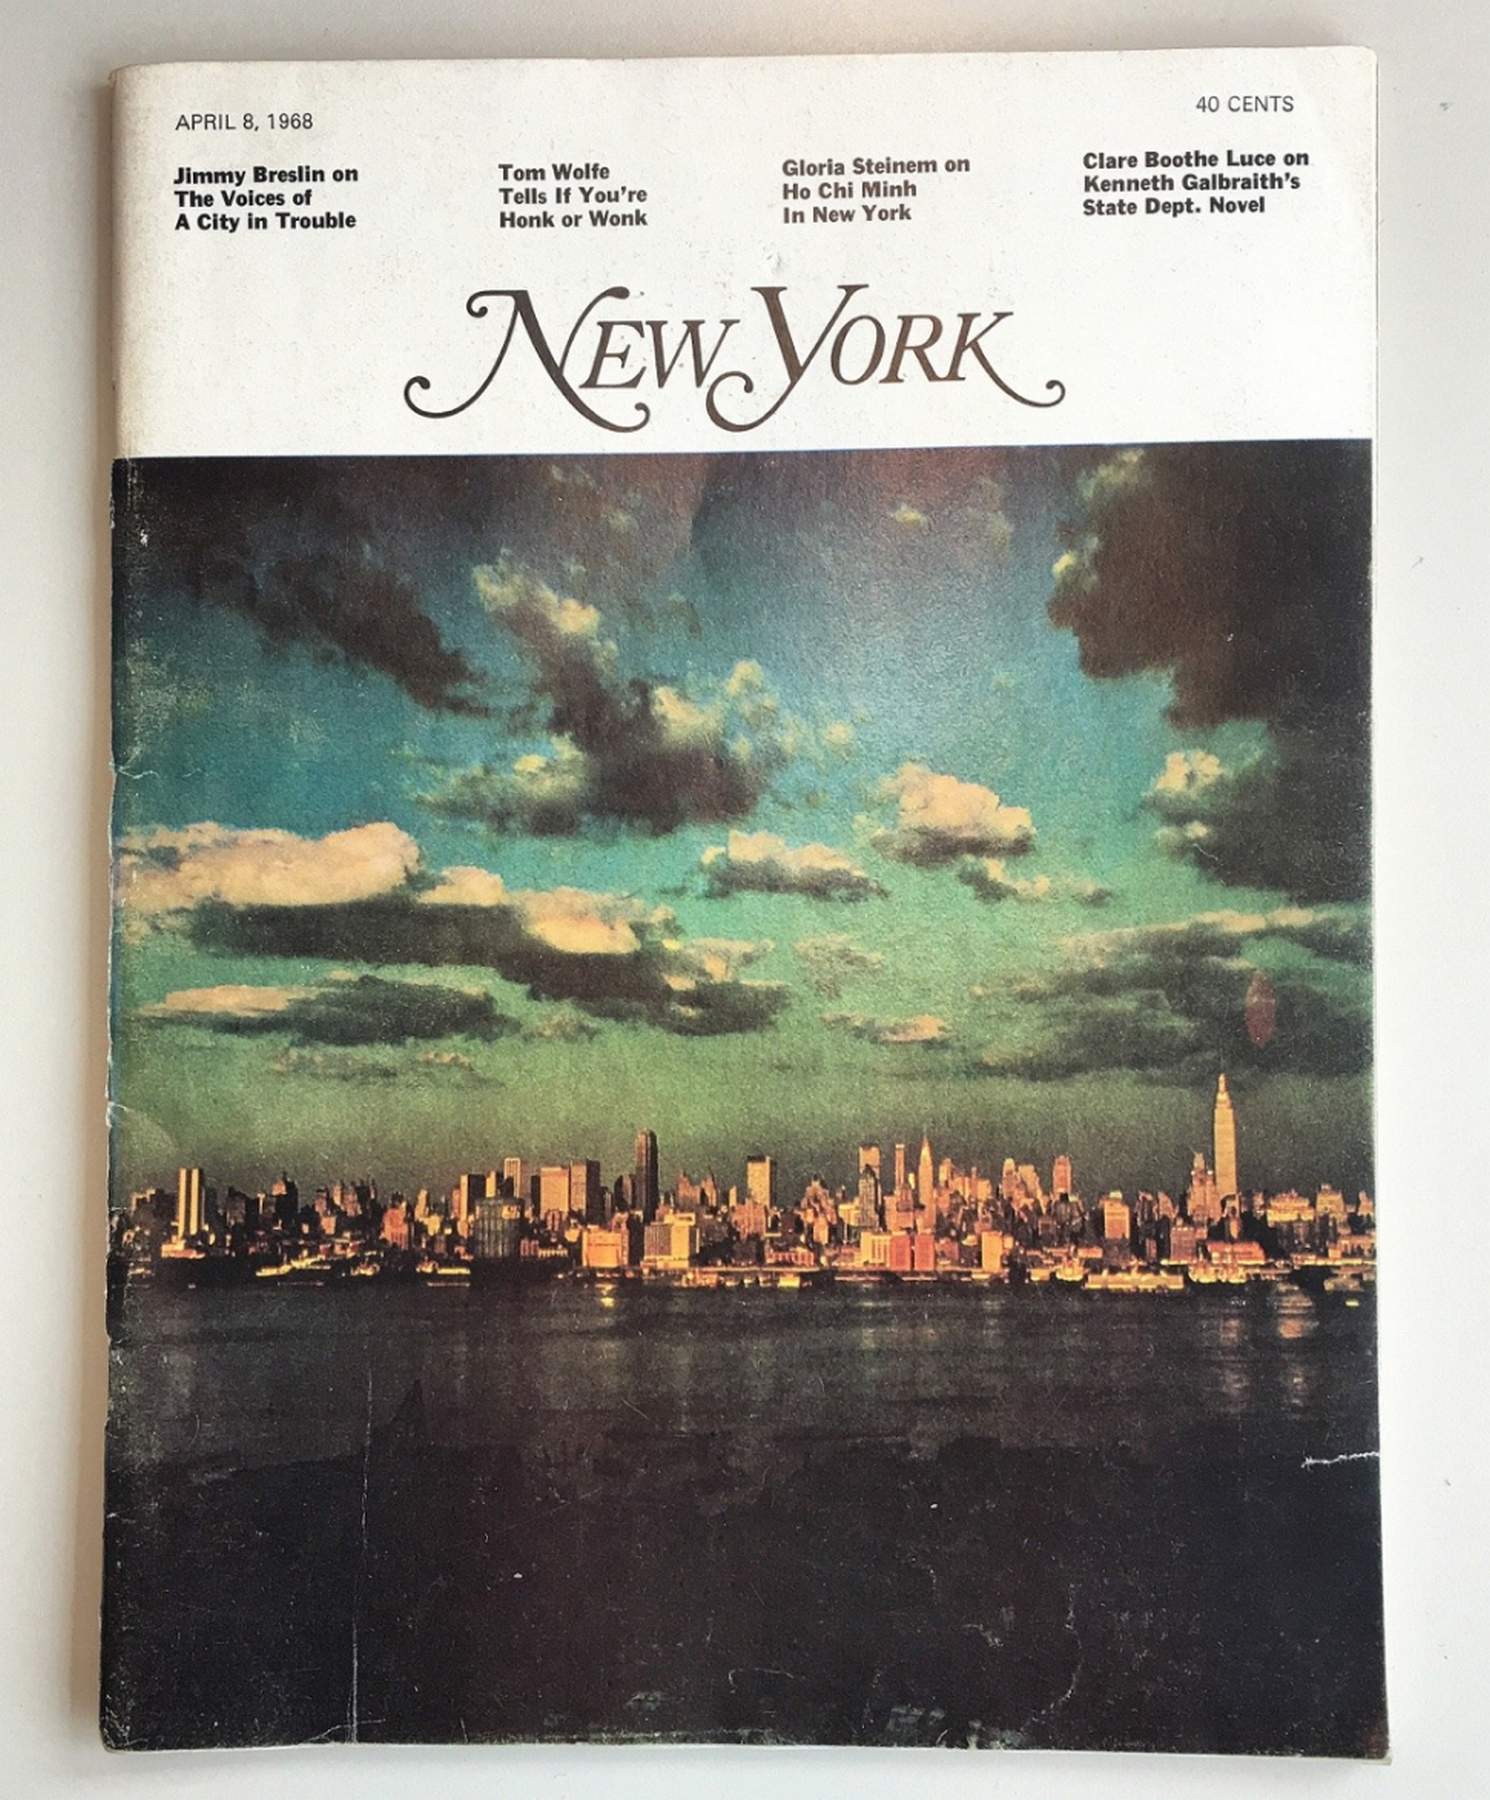 APRIL 8, 1968
40 CENTS
Jimmy Breslin on
The Voices of
A City in Trouble
Tom Wolfe
Tells If You're
Honk or Wonk
Gloria Steinem on
Ho Chi Minh
In New York
Clare Boothe Luce on
Kenneth Galbraith's
State Dept. Novel
NEW YORK